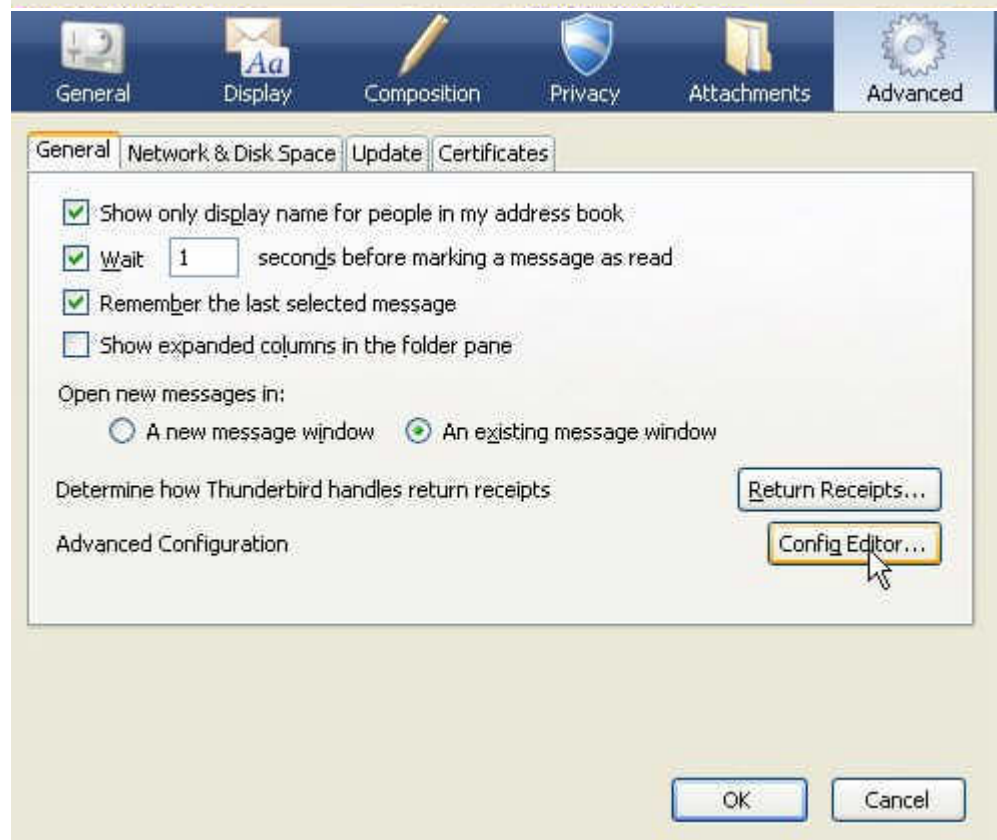 Aa
General Display Composition Privacy Attachments Advanced
General Network & Disk Space Update Certificates
Show only display name for people in my address book
Wait 1 seconds before marking a message as read
Remember the last selected message
Show expanded columns in the folder pane
Open new messages in:
A new message window An existing message window
Determine how Thunderbird handles return receipts Return Receipts...
Advanced Configuration Config Editor...
OK Cancel